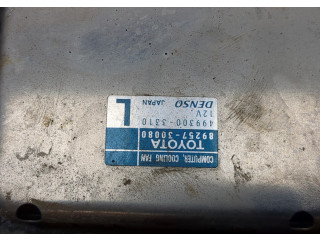 COMPUTER, COOLING FAN
TOYOTA
89257-30080
499300-3310
12V.
L
DENSO
JAPAN